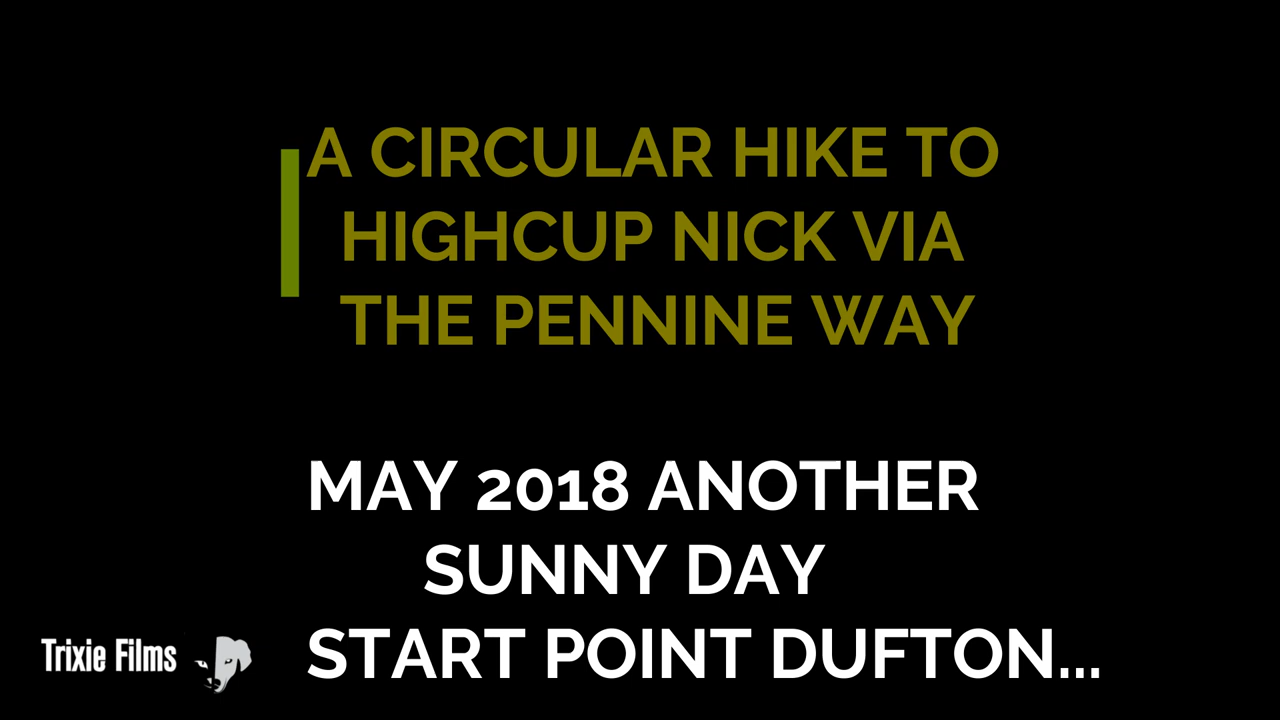 A CIRCULAR HIKE TO
HIGHCUP NICK VIA
THE PENNINE WAY
MAY 2018 ANOTHER
SUNNY DAY
START POINT DUFTON...
Trixie Films